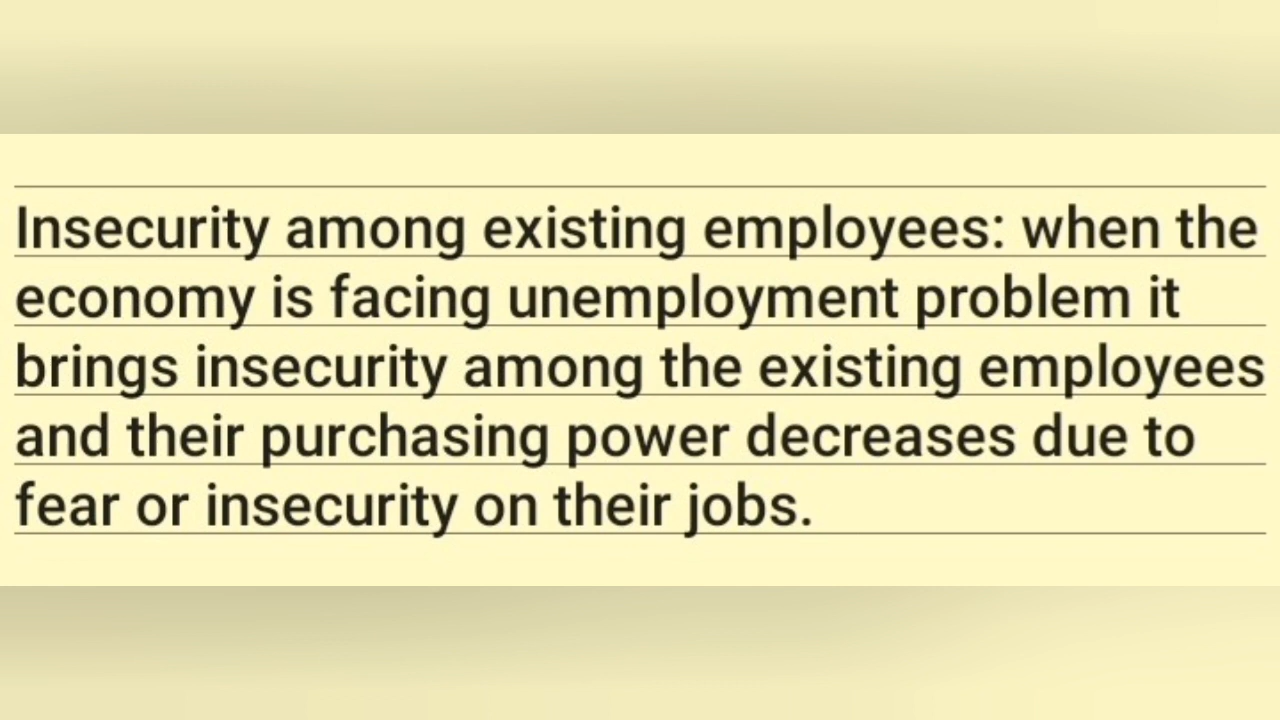 Insecurity among existing employees: when the
economy is facing unemployment problem it
brings insecurity among the existing employees
and their purchasing power decreases due to
fear or insecurity on their jobs.